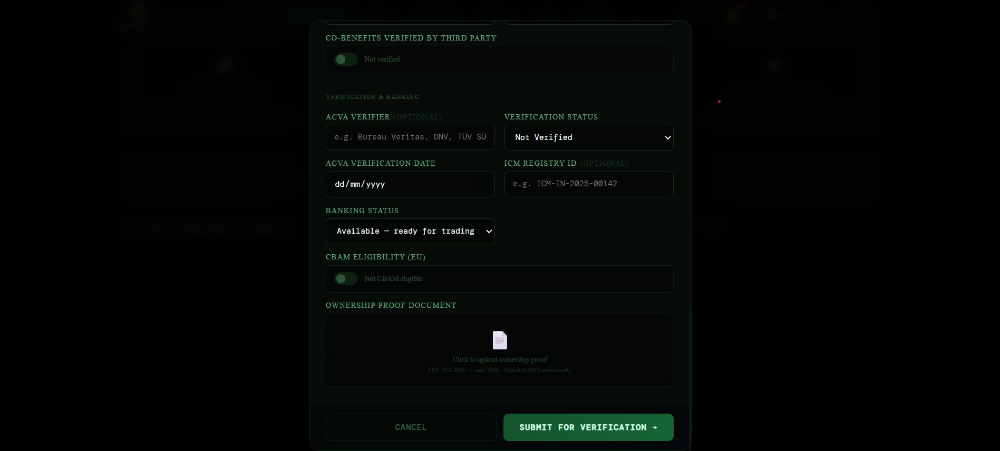 CO-BENEFITS VERIFIED BY THIRD PARTY
Not verified
VERIFICATION & BANKING
ACVA VERIFIER (OPTIONAL)
e.g. Bureau Veritas, DNV, TÜV SÜ
VERIFICATION STATUS
Not Verified
ACVA VERIFICATION DATE
dd/mm/yyyy
ICM REGISTRY ID (OPTIONAL)
e.g. ICM-IN-2025-00142
BANKING STATUS
Available — ready for trading
CBAM ELIGIBILITY (EU)
Not CBAM eligible
OWNERSHIP PROOF DOCUMENT
Click to upload ownership proof
PDF, JPG, PNG — max 5MB · Pinned to IPFS permanently
CANCEL
SUBMIT FOR VERIFICATION →